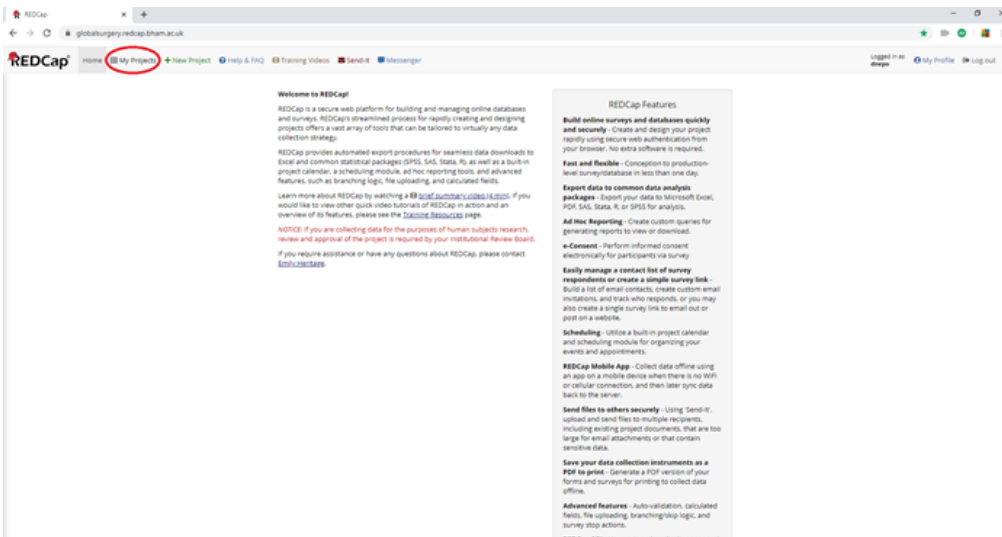 REDCap
globalsurgery.redcap.bham.ac.uk
REDCap Home My Projects + New Project Help & FAQ Training Videos Send-It Messenger
Logged in as
dnepo
My Profile Log out
Welcome to REDCap!
REDCap is a secure web platform for building and managing online databases
and surveys. REDCap's streamlined process for rapidly creating and designing
projects offers a vast array of tools that can be tailored to virtually any data
collection strategy.
REDCap provides automated export procedures for seamless data downloads to
Excel and common statistical packages (SPSS, SAS, Stata, R), as well as a built-in
project calendar, a scheduling module, ad hoc reporting tools, and advanced
features, such as branching logic, file uploading, and calculated fields.
Learn more about REDCap by watching a brief summary video (4 min). If you
would like to view other quick video tutorials of REDCap in action and an
overview of its features, please see the Training Resources page.
NOTICE: If you are collecting data for the purposes of human subjects research,
review and approval of the project is required by your Institutional Review Board.
If you require assistance or have any questions about REDCap, please contact
Emily Heritage.
REDCap Features
Build online surveys and databases quickly
and securely - Create and design your project
rapidly using secure web authentication from
your browser. No extra software is required.
Fast and flexible - Conception to production-
level survey/database in less than one day.
Export data to common data analysis
packages - Export your data to Microsoft Excel,
PDF, SAS, Stata, R, or SPSS for analysis.
Ad Hoc Reporting - Create custom queries for
generating reports to view or download.
e-Consent - Perform informed consent
electronically for participants via survey
Easily manage a contact list of survey
respondents or create a simple survey link -
Build a list of email contacts, create custom email
invitations, and track who responds, or you may
also create a single survey link to email out or
post on a website.
Scheduling - Utilize a built-in project calendar
and scheduling module for organizing your
events and appointments.
REDCap Mobile App - Collect data offline using
an app on a mobile device when there is no WiFi
or cellular connection, and then later sync data
back to the server.
Send files to others securely - Using 'Send-It',
upload and send files to multiple recipients,
including existing project documents, that are too
large for email attachments or that contain
sensitive data.
Save your data collection instruments as a
PDF to print - Generate a PDF version of your
forms and surveys for printing to collect data
offline.
Advanced features - Auto-validation, calculated
fields, file uploading, branching/skip logic, and
survey stop actions.